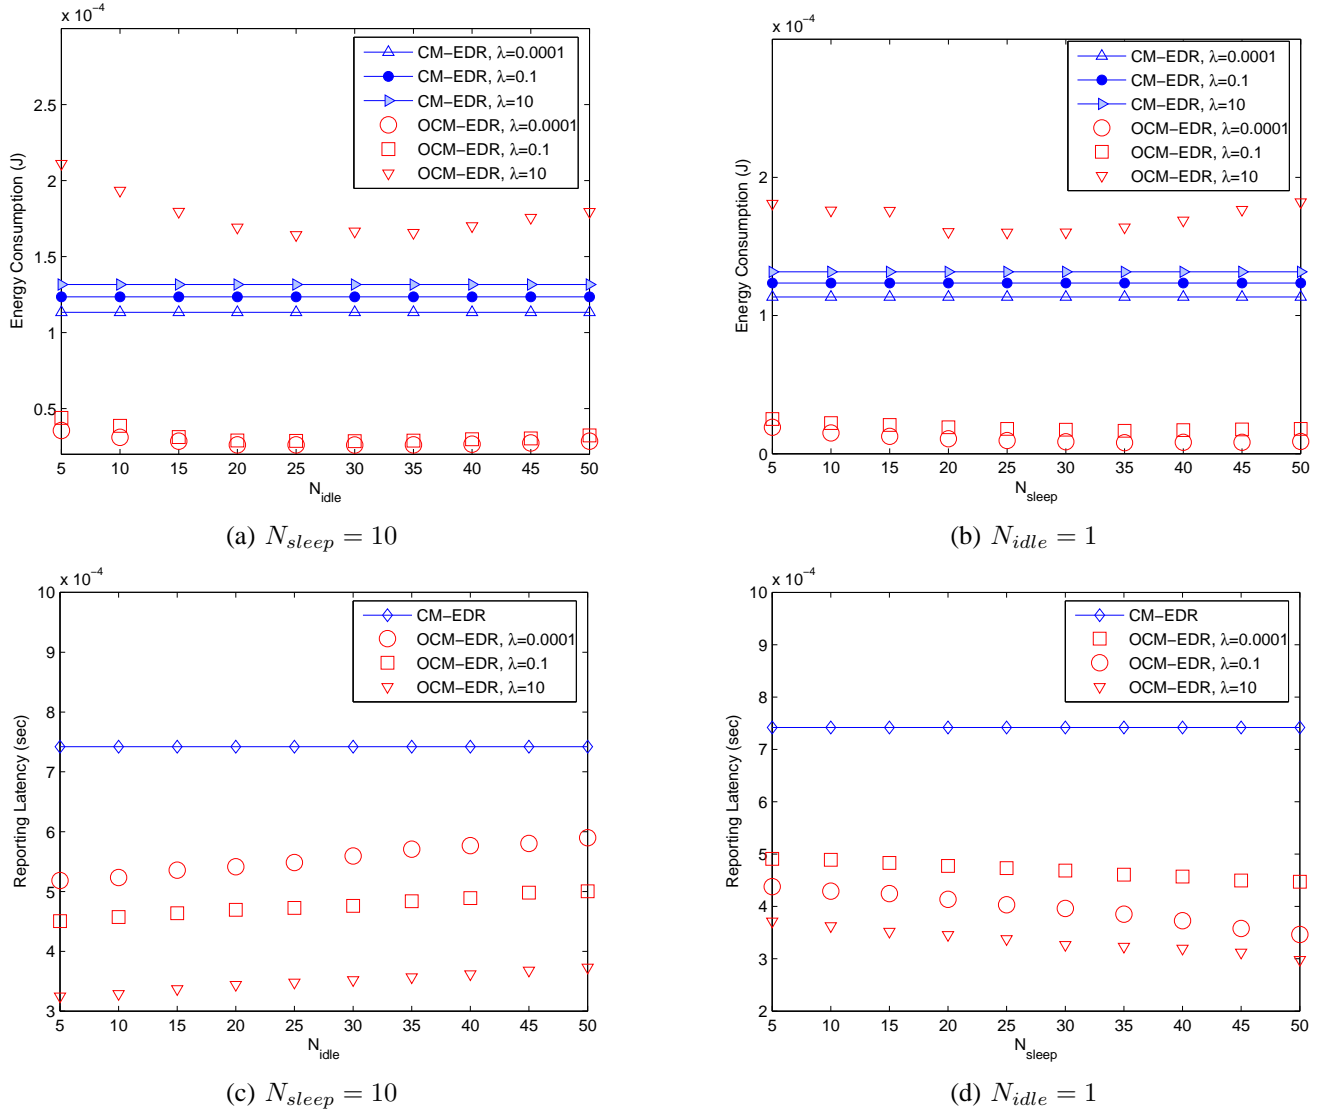 x 10⁻⁴
CM-EDR, λ=0.0001
CM-EDR, λ=0.1
CM-EDR, λ=10
OCM-EDR, λ=0.0001
OCM-EDR, λ=0.1
OCM-EDR, λ=10
2.5
2
1.5
1
0.5
Energy Consumption (J)
5 10 15 20 25 30 35 40 45 50
N_idle
(a) N_sleep = 10
x 10⁻⁴
CM-EDR, λ=0.0001
CM-EDR, λ=0.1
CM-EDR, λ=10
OCM-EDR, λ=0.0001
OCM-EDR, λ=0.1
OCM-EDR, λ=10
2
1
0
Energy Consumption (J)
5 10 15 20 25 30 35 40 45 50
N_sleep
(b) N_idle = 1
x 10⁻⁴
CM-EDR
OCM-EDR, λ=0.0001
OCM-EDR, λ=0.1
OCM-EDR, λ=10
10
9
8
7
6
5
4
3
Reporting Latency (sec)
5 10 15 20 25 30 35 40 45 50
N_idle
(c) N_sleep = 10
x 10⁻⁴
CM-EDR
OCM-EDR, λ=0.0001
OCM-EDR, λ=0.1
OCM-EDR, λ=10
10
9
8
7
6
5
4
3
2
Reporting Latency (sec)
5 10 15 20 25 30 35 40 45 50
N_sleep
(d) N_idle = 1